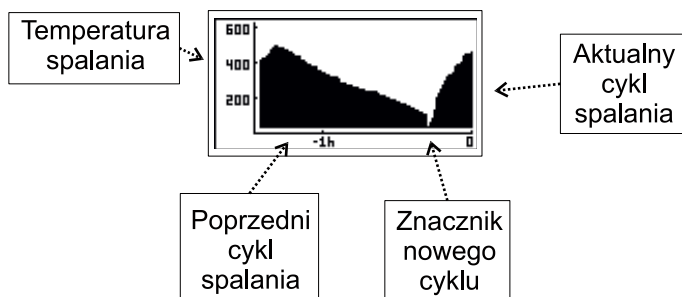 Temperatura
spalania
600
400
200
-1h
0
Aktualny
cykl
spalania
Poprzedni
cykl
spalania
Znacznik
nowego
cyklu